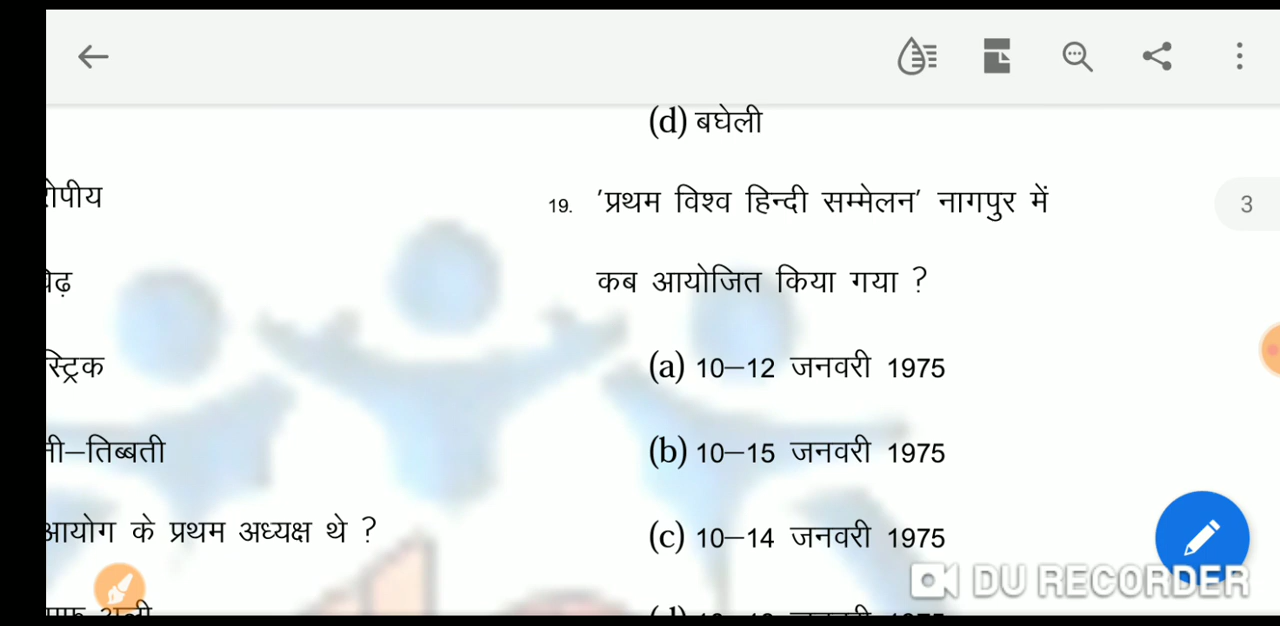 3
रोपीय
स्ट्रिक
नी–तिब्बती
आयोग के प्रथम अध्यक्ष थे ?
(d) बघेली
19. 'प्रथम विश्व हिन्दी सम्मेलन' नागपुर में
कब आयोजित किया गया ?
(a) 10–12 जनवरी 1975
(b) 10–15 जनवरी 1975
(c) 10–14 जनवरी 1975
DU RECORDER